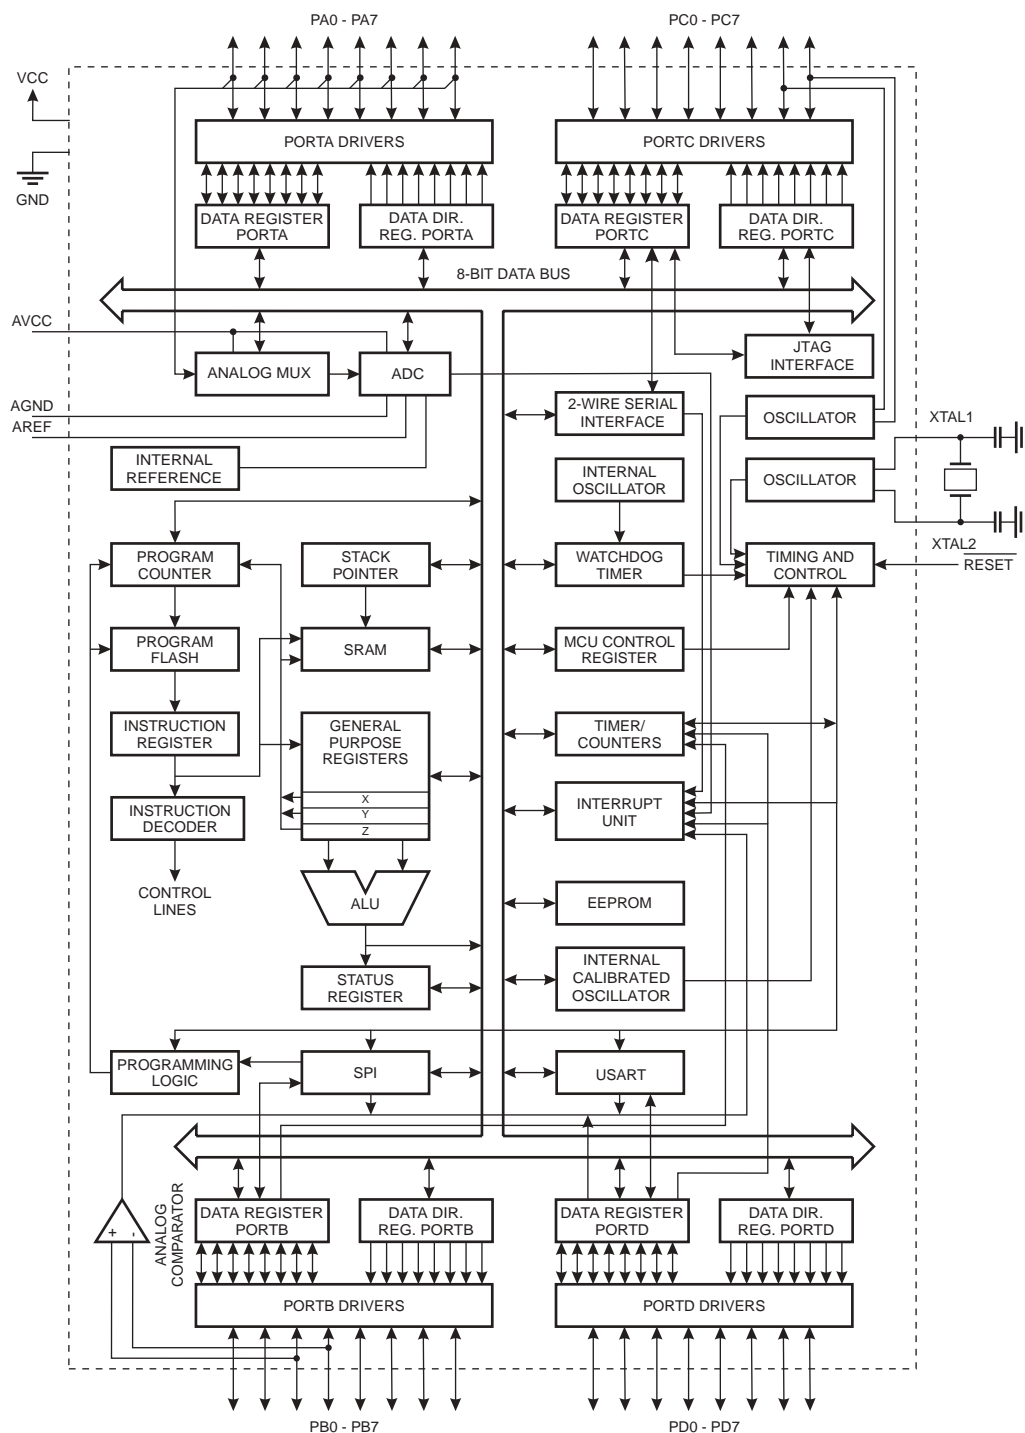 PA0 - PA7
PC0 - PC7
VCC
GND
PORTA DRIVERS
PORTC DRIVERS
DATA REGISTER
PORTA
DATA DIR.
REG. PORTA
DATA REGISTER
PORTC
DATA DIR.
REG. PORTC
8-BIT DATA BUS
AVCC
ANALOG MUX
ADC
JTAG
INTERFACE
AGND
AREF
2-WIRE SERIAL
INTERFACE
OSCILLATOR
XTAL1
INTERNAL
REFERENCE
INTERNAL
OSCILLATOR
OSCILLATOR
XTAL2
RESET
PROGRAM
COUNTER
STACK
POINTER
WATCHDOG
TIMER
TIMING AND
CONTROL
PROGRAM
FLASH
SRAM
MCU CONTROL
REGISTER
INSTRUCTION
REGISTER
GENERAL
PURPOSE
REGISTERS
X
Y
Z
TIMER/
COUNTERS
INSTRUCTION
DECODER
INTERRUPT
UNIT
CONTROL
LINES
ALU
EEPROM
STATUS
REGISTER
INTERNAL
CALIBRATED
OSCILLATOR
PROGRAMMING
LOGIC
SPI
USART
ANALOG
COMPARATOR
+
-
DATA REGISTER
PORTB
DATA DIR.
REG. PORTB
DATA REGISTER
PORTD
DATA DIR.
REG. PORTD
PORTB DRIVERS
PORTD DRIVERS
PB0 - PB7
PD0 - PD7